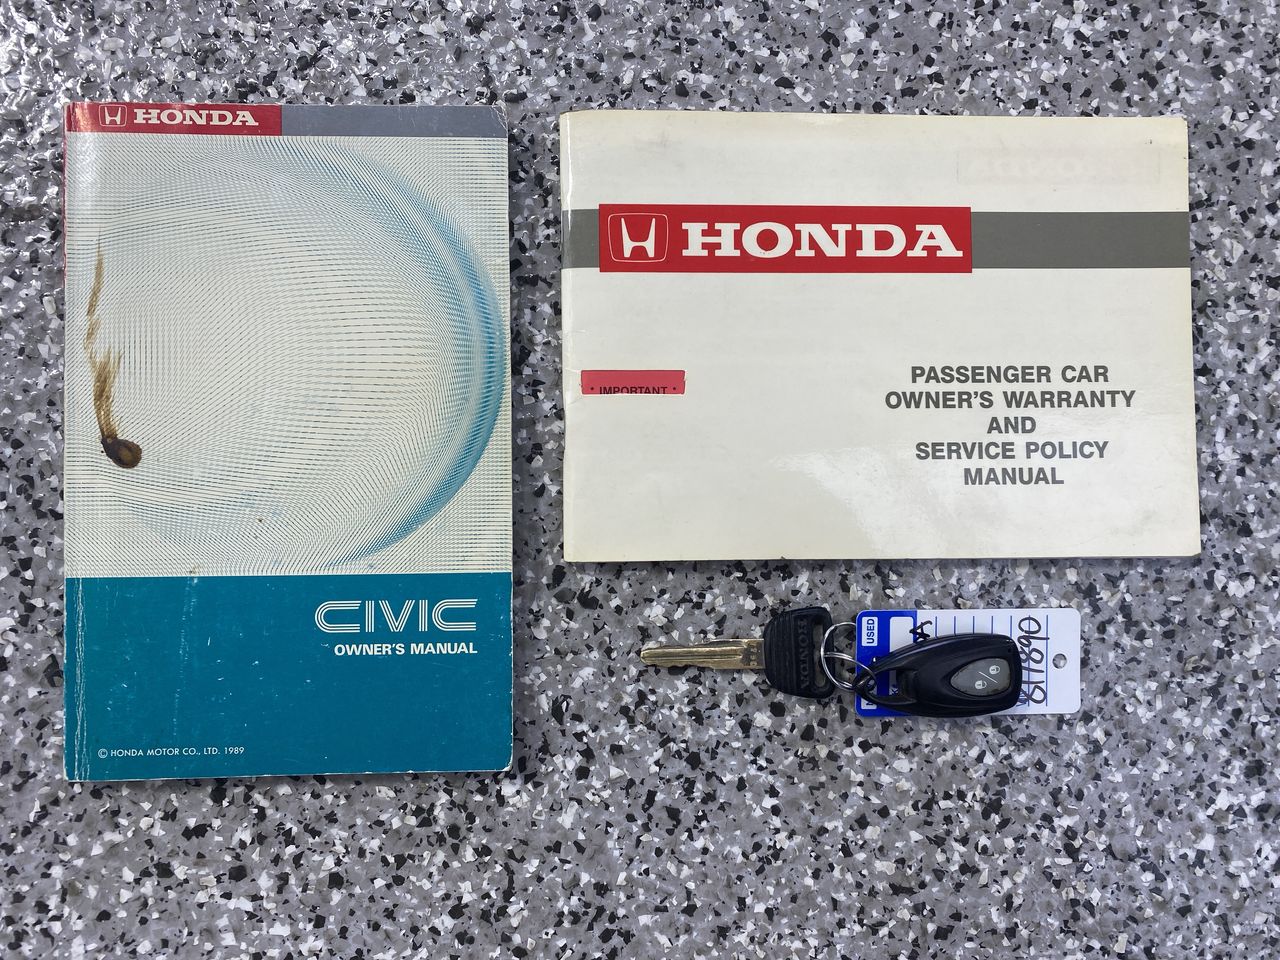 HONDA
CIVIC
OWNER'S MANUAL
© HONDA MOTOR CO., LTD. 1989
HONDA
* IMPORTANT *
PASSENGER CAR
OWNER'S WARRANTY
AND
SERVICE POLICY
MANUAL
HONDA
USED